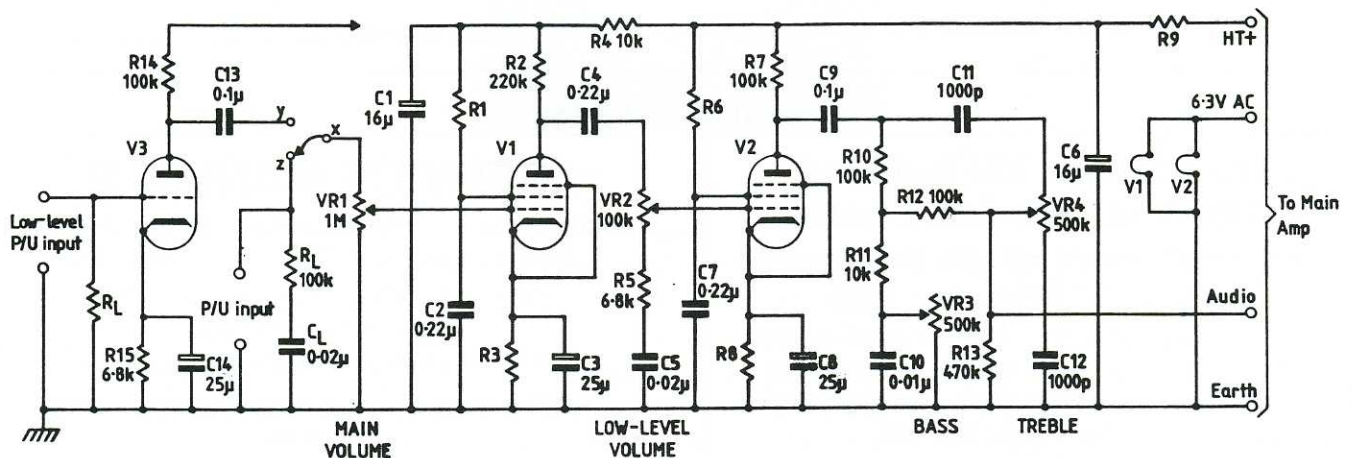 R14
100k
C13
0·1µ
y
x
z
V3
Low-level
P/U input
RL
R15
6·8k
C14
25µ
P/U input
RL
100k
CL
0·02µ
VR1
1M
MAIN
VOLUME
C1
16µ
R1
R2
220k
R4 10k
C4
0·22µ
V1
C2
0·22µ
R3
C3
25µ
VR2
100k
R5
6·8k
C5
0·02µ
LOW-LEVEL
VOLUME
R6
R7
100k
C9
0·1µ
C11
1000p
V2
C7
0·22µ
R8
C8
25µ
R10
100k
R12 100k
R11
10k
C10
0·01µ
VR3
500k
BASS
R13
470k
VR4
500k
C12
1000p
TREBLE
C6
16µ
R9
HT+
6·3V AC
V1
V2
To Main
Amp
Audio
Earth